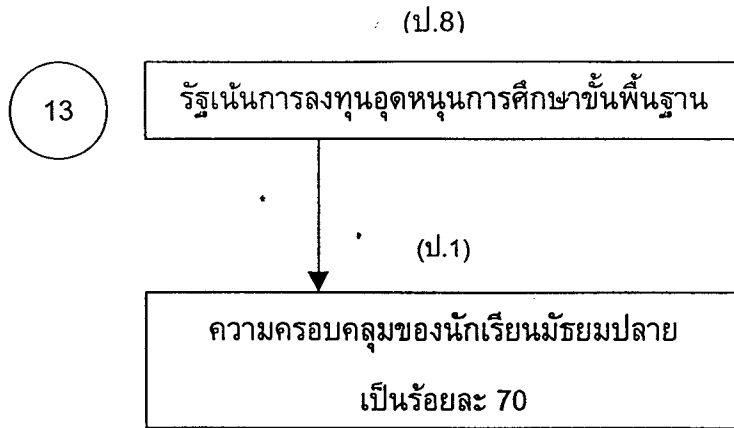 (ป.8)
13
รัฐเน้นการลงทุนอุดหนุนการศึกษาขั้นพื้นฐาน
(ป.1)
ความครอบคลุมของนักเรียนมัธยมปลาย
เป็นร้อยละ 70